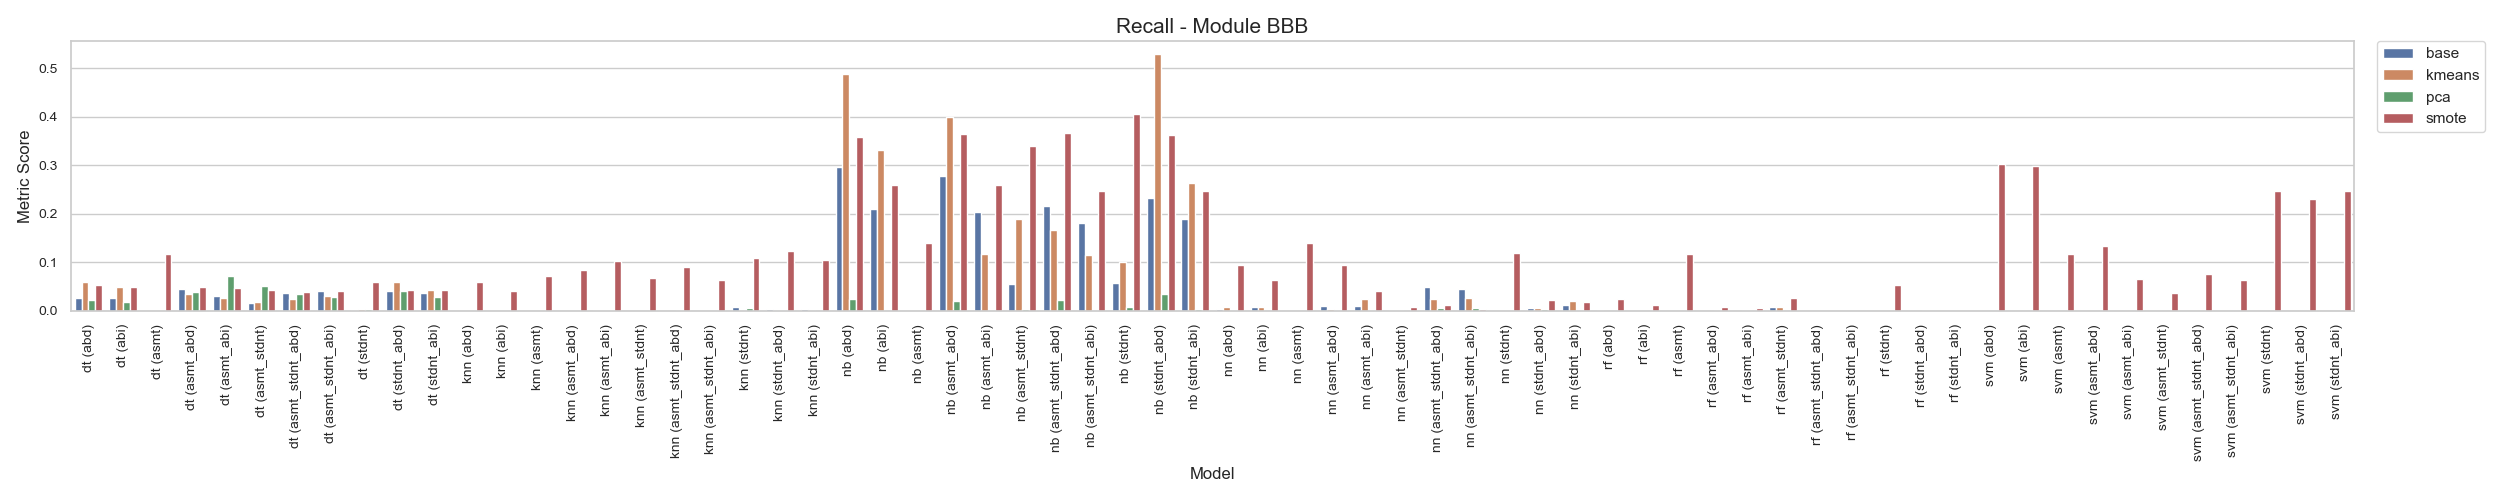 Recall - Module BBB
Metric Score
0.5
0.4
0.3
0.2
0.1
0.0
dt (abd)
dt (abi)
dt (asmt)
dt (asmt_abd)
dt (asmt_abi)
dt (asmt_stdnt)
dt (asmt_stdnt_abd)
dt (asmt_stdnt_abi)
dt (stdnt)
dt (stdnt_abd)
dt (stdnt_abi)
knn (abd)
knn (abi)
knn (asmt)
knn (asmt_abd)
knn (asmt_abi)
knn (asmt_stdnt)
knn (asmt_stdnt_abd)
knn (asmt_stdnt_abi)
knn (stdnt)
knn (stdnt_abd)
knn (stdnt_abi)
nb (abd)
nb (abi)
nb (asmt)
nb (asmt_abd)
nb (asmt_abi)
nb (asmt_stdnt)
nb (asmt_stdnt_abd)
nb (asmt_stdnt_abi)
nb (stdnt)
nb (stdnt_abd)
nb (stdnt_abi)
nn (abd)
nn (abi)
nn (asmt)
nn (asmt_abd)
nn (asmt_abi)
nn (asmt_stdnt)
nn (asmt_stdnt_abd)
nn (asmt_stdnt_abi)
nn (stdnt)
nn (stdnt_abd)
nn (stdnt_abi)
rf (abd)
rf (abi)
rf (asmt)
rf (asmt_abd)
rf (asmt_abi)
rf (asmt_stdnt)
rf (asmt_stdnt_abd)
rf (asmt_stdnt_abi)
rf (stdnt)
rf (stdnt_abd)
rf (stdnt_abi)
svm (abd)
svm (abi)
svm (asmt)
svm (asmt_abd)
svm (asmt_abi)
svm (asmt_stdnt)
svm (asmt_stdnt_abd)
svm (asmt_stdnt_abi)
svm (stdnt)
svm (stdnt_abd)
svm (stdnt_abi)
Model
base
kmeans
pca
smote